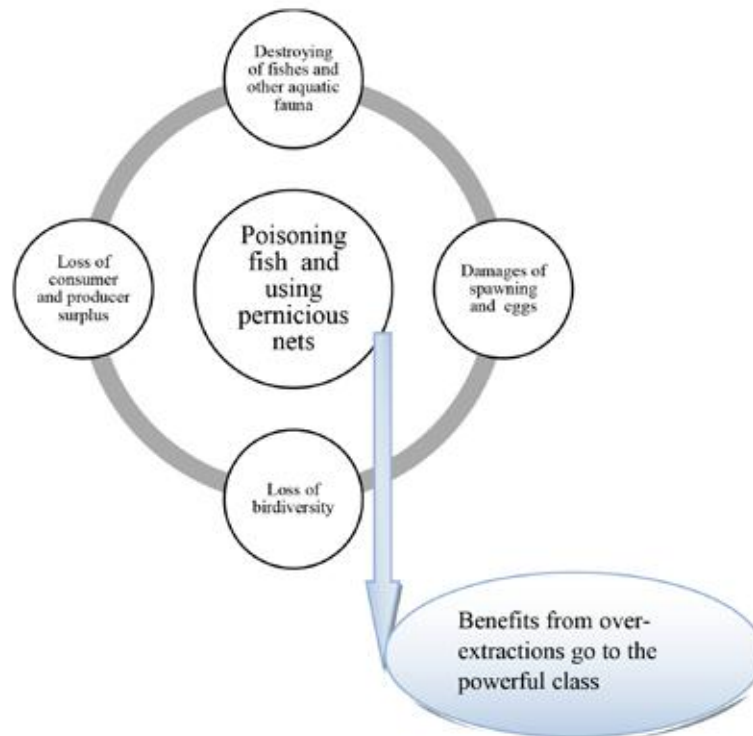 Destroying
of fishes and
other aquatic
fauna
Loss of
consumer
and producer
surplus
Poisoning
fish and
using
pernicious
nets
Damages of
spawning
and eggs
Loss of
birdiversity
Benefits from over-
extractions go to the
powerful class